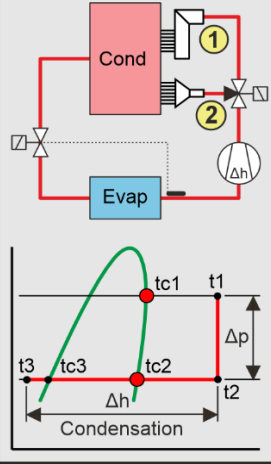 Cond
1
2
Δh
Evap
tc1
t1
Δp
t3
tc3
tc2
t2
Δh
Condensation